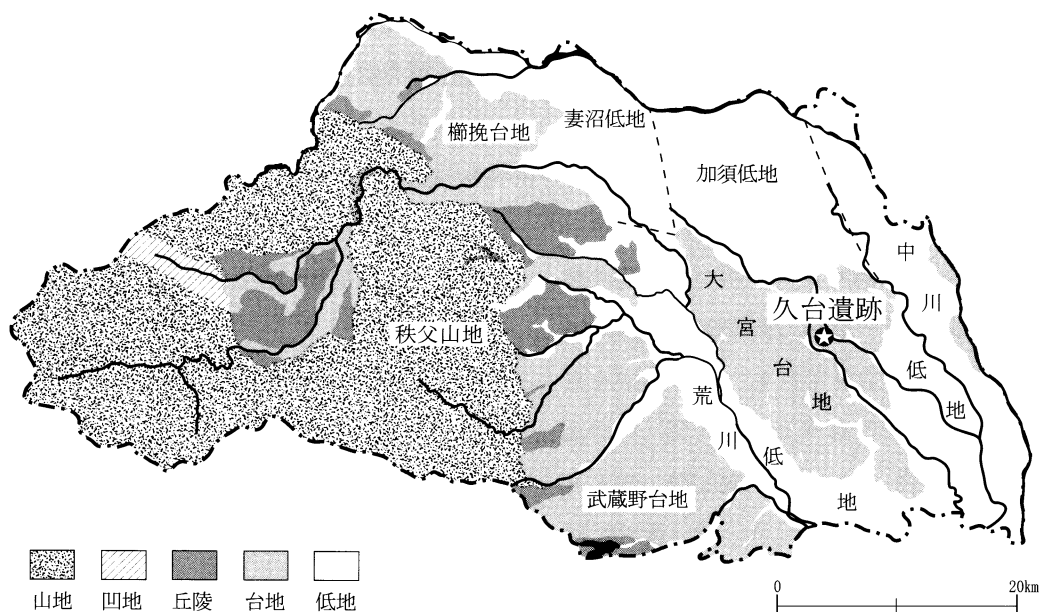 妻沼低地
櫛挽台地
加須低地
中川低地
大宮台地
久台遺跡
秩父山地
荒川低地
武蔵野台地
山地
凹地
丘陵
台地
低地
0
20km